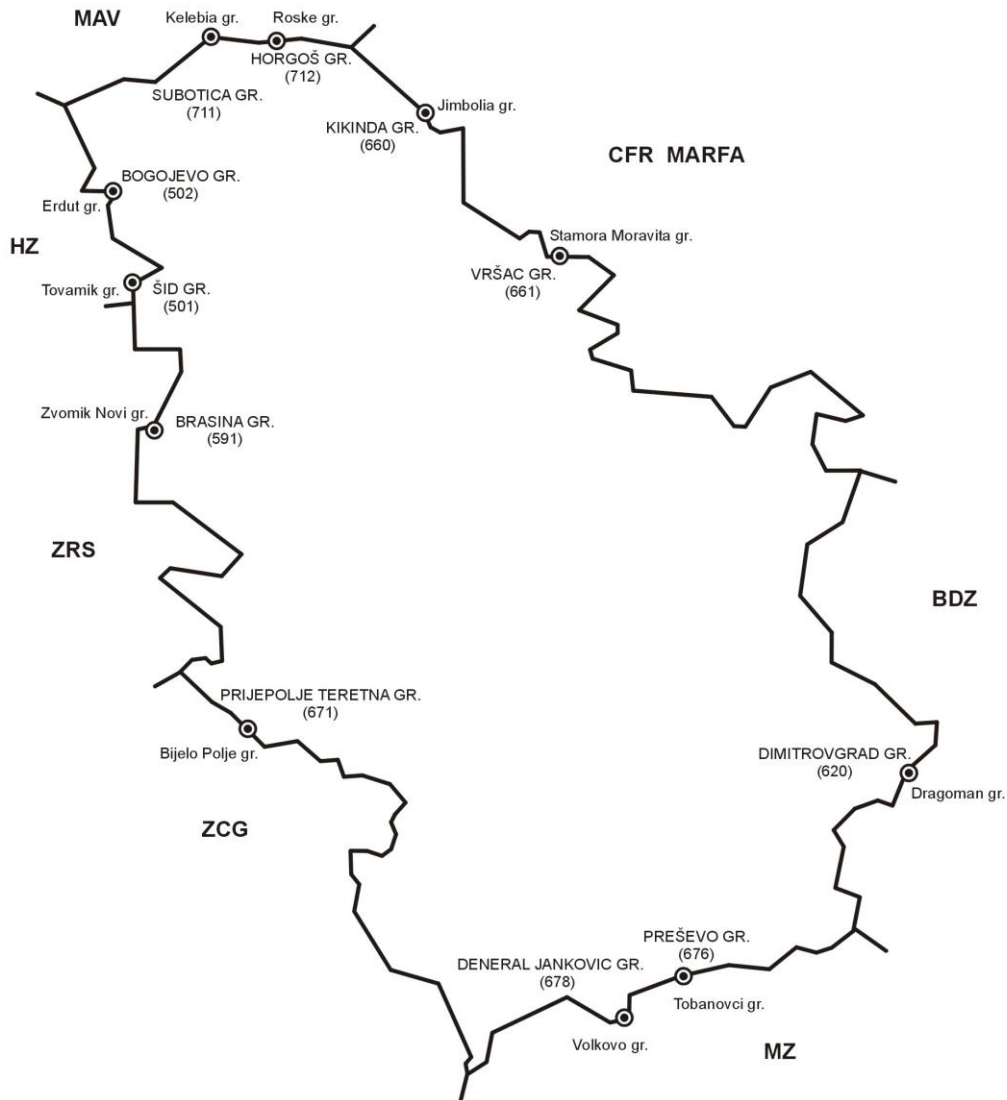 MAV
Kelebia gr.
Roske gr.
HORGOŠ GR.
(712)
SUBOTICA GR.
(711)
Jimbolia gr.
KIKINDA GR.
(660)
CFR MARFA
BOGOJEVO GR.
(502)
Erdut gr.
HZ
Stamora Moravita gr.
VRŠAC GR.
(661)
Tovarnik gr.
ŠID GR.
(501)
Zvornik Novi gr.
BRASINA GR.
(591)
ZRS
BDZ
PRIJEPOLJE TERETNA GR.
(671)
Bijelo Polje gr.
DIMITROVGRAD GR.
(620)
Dragoman gr.
ZCG
PREŠEVO GR.
(676)
DENERAL JANKOVIC GR.
(678)
Tobanovci gr.
Volkovo gr.
MZ